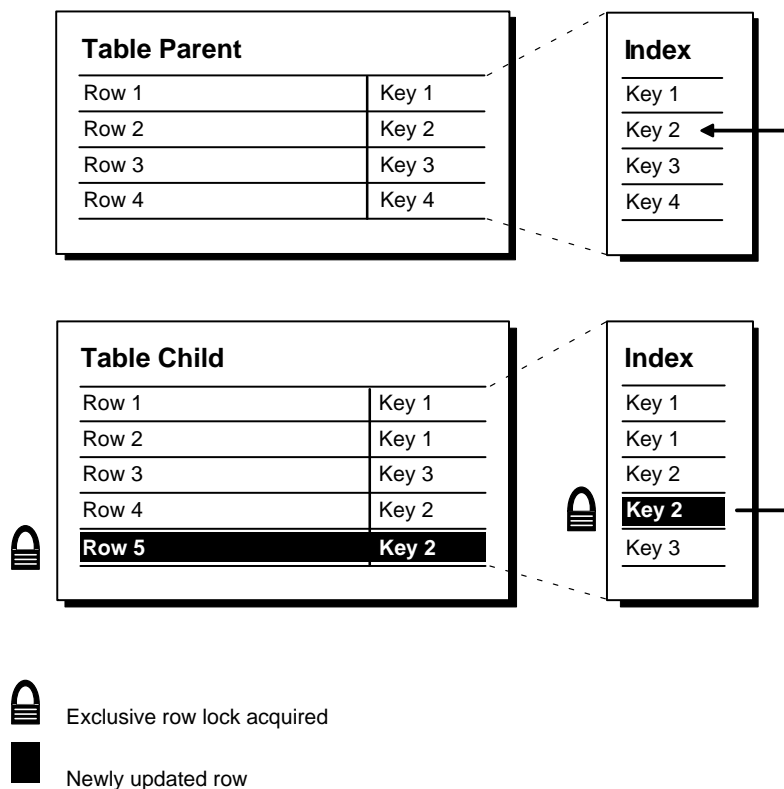 Table Parent
Row 1 Key 1
Row 2 Key 2
Row 3 Key 3
Row 4 Key 4
Index
Key 1
Key 2
Key 3
Key 4
Table Child
Row 1 Key 1
Row 2 Key 1
Row 3 Key 3
Row 4 Key 2
Row 5 Key 2
Index
Key 1
Key 1
Key 2
Key 2
Key 3
Exclusive row lock acquired
Newly updated row